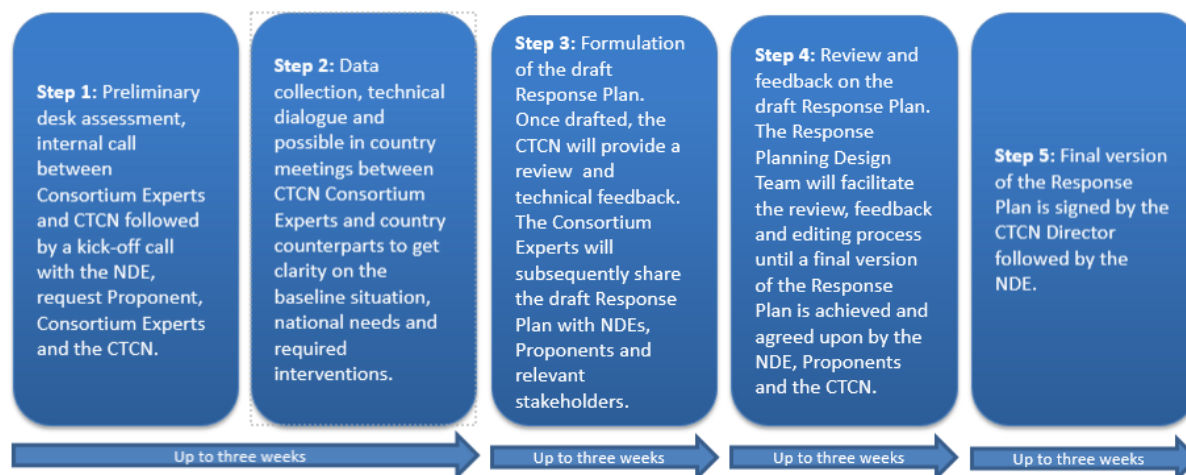 Step 1: Preliminary
desk assessment,
internal call
between
Consortium Experts
and CTCN followed
by a kick-off call
with the NDE,
request Proponent,
Consortium Experts
and the CTCN.
Step 2: Data
collection, technical
dialogue and
possible in country
meetings between
CTCN Consortium
Experts and country
counterparts to get
clarity on the
baseline situation,
national needs and
required
interventions.
Step 3: Formulation
of the draft
Response Plan.
Once drafted, the
CTCN will provide a
review and
technical feedback.
The Consortium
Experts will
subsequently share
the draft Response
Plan with NDEs,
Proponents and
relevant
stakeholders.
Step 4: Review and
feedback on the
draft Response Plan.
The Response
Planning Design
Team will facilitate
the review, feedback
and editing process
until a final version
of the Response
Plan is achieved and
agreed upon by the
NDE, Proponents
and the CTCN.
Step 5: Final version
of the Response
Plan is signed by the
CTCN Director
followed by the
NDE.
Up to three weeks
Up to three weeks
Up to three weeks
Up to three weeks